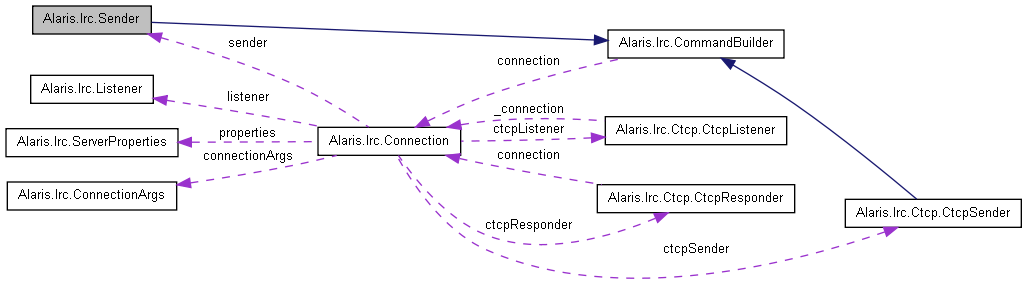 Alaris.Irc.Sender
sender
Alaris.Irc.CommandBuilder
connection
Alaris.Irc.Listener
listener
_connection
ctcpListener
Alaris.Irc.Ctcp.CtcpListener
Alaris.Irc.ServerProperties
properties
connectionArgs
Alaris.Irc.Connection
connection
Alaris.Irc.ConnectionArgs
Alaris.Irc.Ctcp.CtcpResponder
Alaris.Irc.Ctcp.CtcpSender
ctcpResponder
ctcpSender